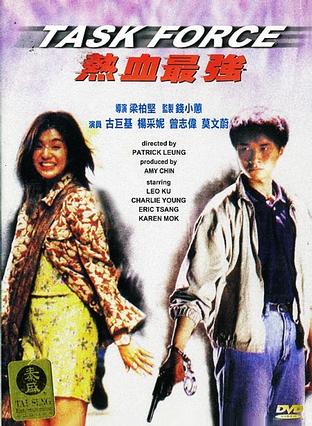 TASK FORCE
熱血最強
導演 梁柏堅 監製 錢小蕙
演員 古巨基 楊采妮 曾志偉 莫文蔚
directed by
PATRICK LEUNG
produced by
AMY CHIN
starring
LEO KU
CHARLIE YOUNG
ERIC TSANG
KAREN MOK
泰盛
TAI SENG
DVD